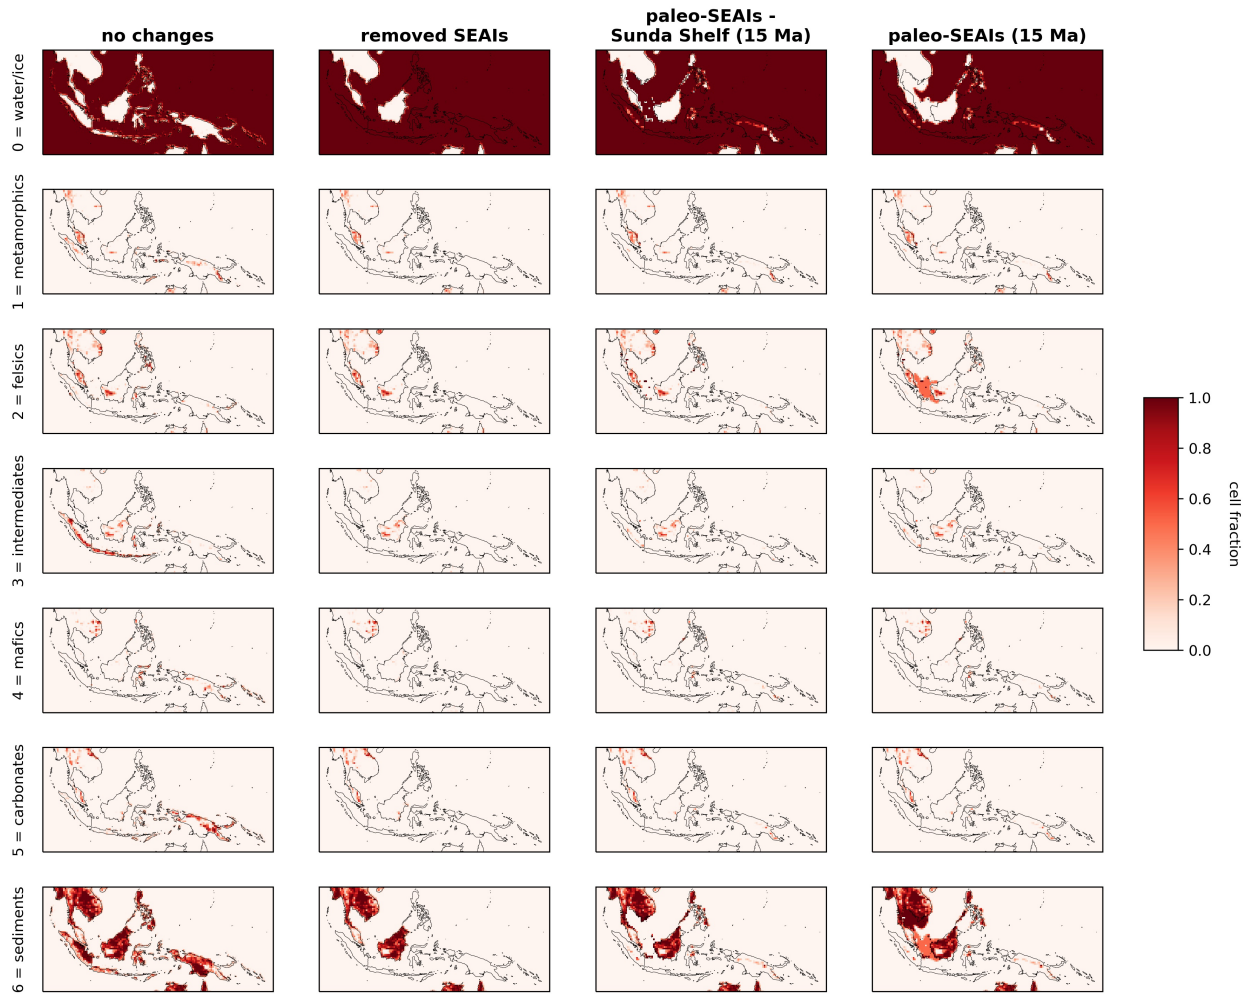 no changes
removed SEAIs
paleo-SEAIs -
Sunda Shelf (15 Ma)
paleo-SEAIs (15 Ma)
0 = water/ice
1 = metamorphics
2 = felsics
3 = intermediates
4 = mafics
5 = carbonates
6 = sediments
1.0
0.8
0.6
0.4
0.2
0.0
cell fraction